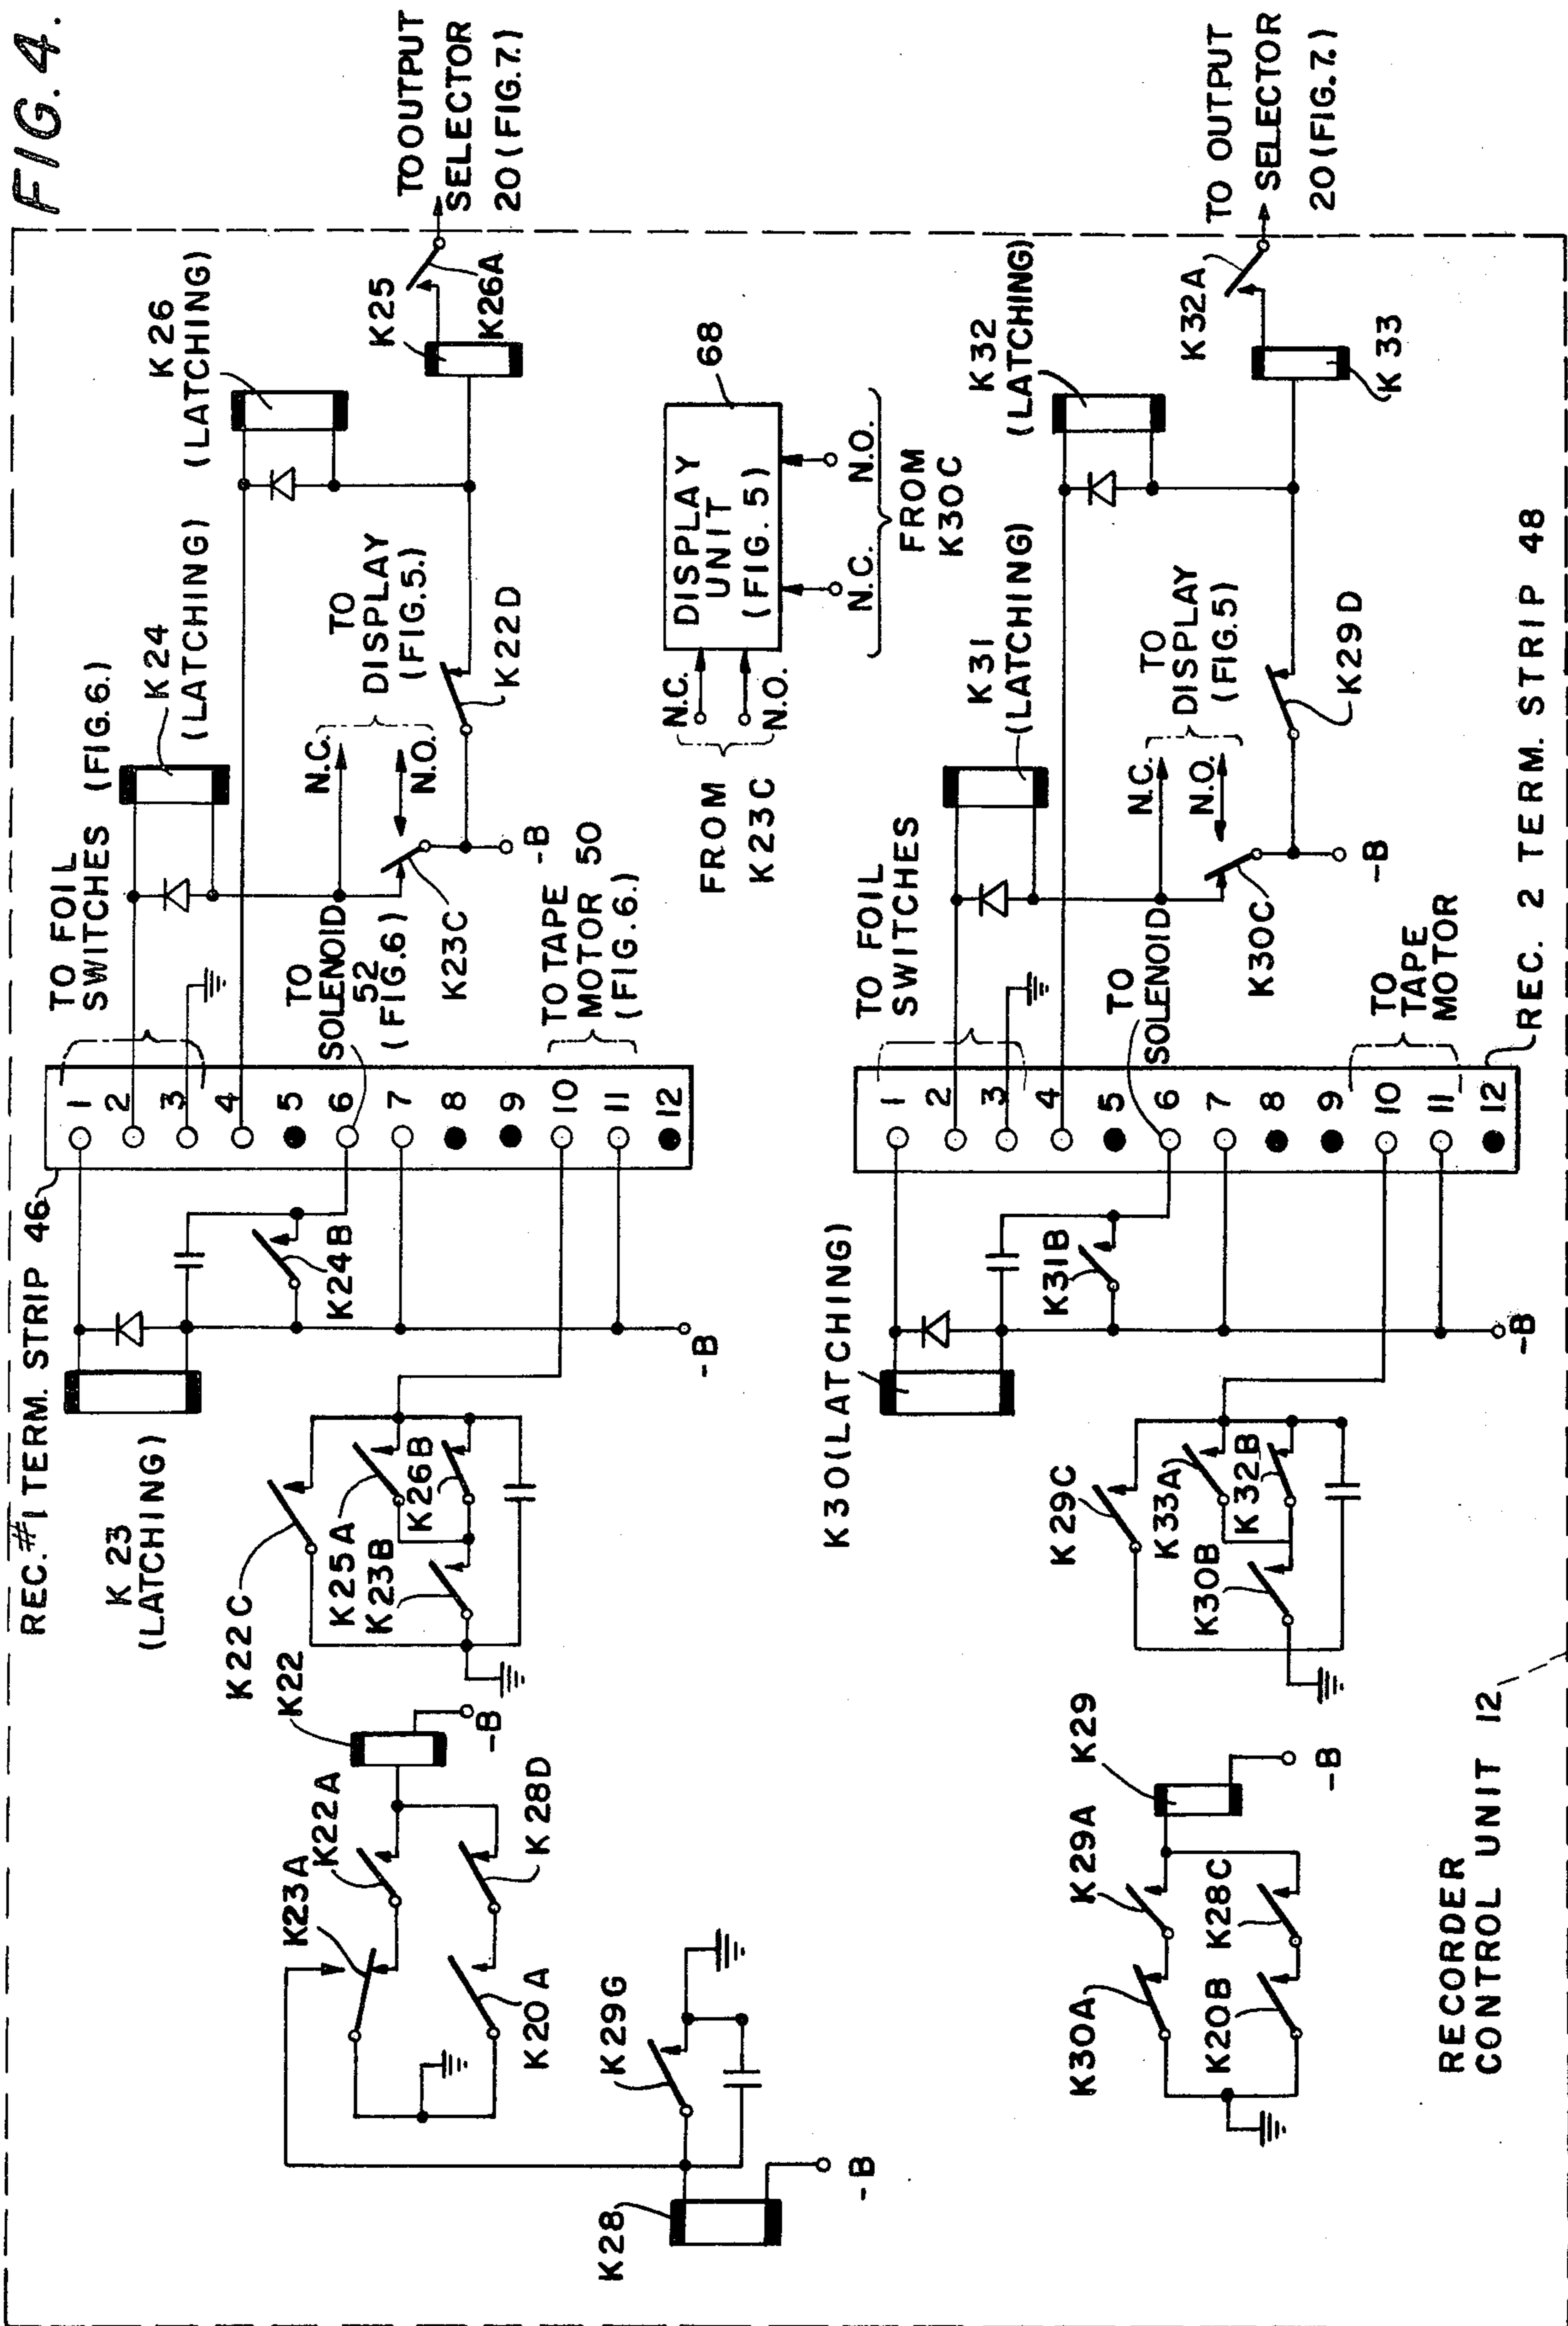 FIG. 4.
REC.#1 TERM. STRIP 46
K 23
(LATCHING)
K22C
K22
K25A
K23B
K26B
K24B
-B
-B
K22A
K23A
K28D
K20A
K29G
K28
-B
1
2
3
4
5
6
7
8
9
10
11
12
TO FOIL
SWITCHES (FIG.6.)
K24
(LATCHING)
K 26
(LATCHING)
TO
SOLENOID
52
(FIG.6)
N.C.
N.O.
TO
DISPLAY
(FIG.5.)
K23C
-B
K22D
K25
K26A
TO OUTPUT
SELECTOR
20 (FIG.7.)
TO TAPE
MOTOR 50
(FIG.6.)
FROM
K23C
N.C.
N.O.
DISPLAY
UNIT
(FIG. 5)
68
N.C.
N.O.
FROM
K30C
K30(LATCHING)
K29C
K33A
K32B
K30B
K31B
-B
K29
K29A
K30A
K20B
K28C
-B
1
2
3
4
5
6
7
8
9
10
11
12
TO FOIL
SWITCHES
K31
(LATCHING)
K32
(LATCHING)
TO
SOLENOID
N.C.
N.O.
TO
DISPLAY
(FIG.5)
K30C
-B
K29D
K32A
K 33
TO OUTPUT
SELECTOR
20 (FIG.7.)
TO
TAPE
MOTOR
REC. 2 TERM. STRIP 48
RECORDER
CONTROL UNIT 12